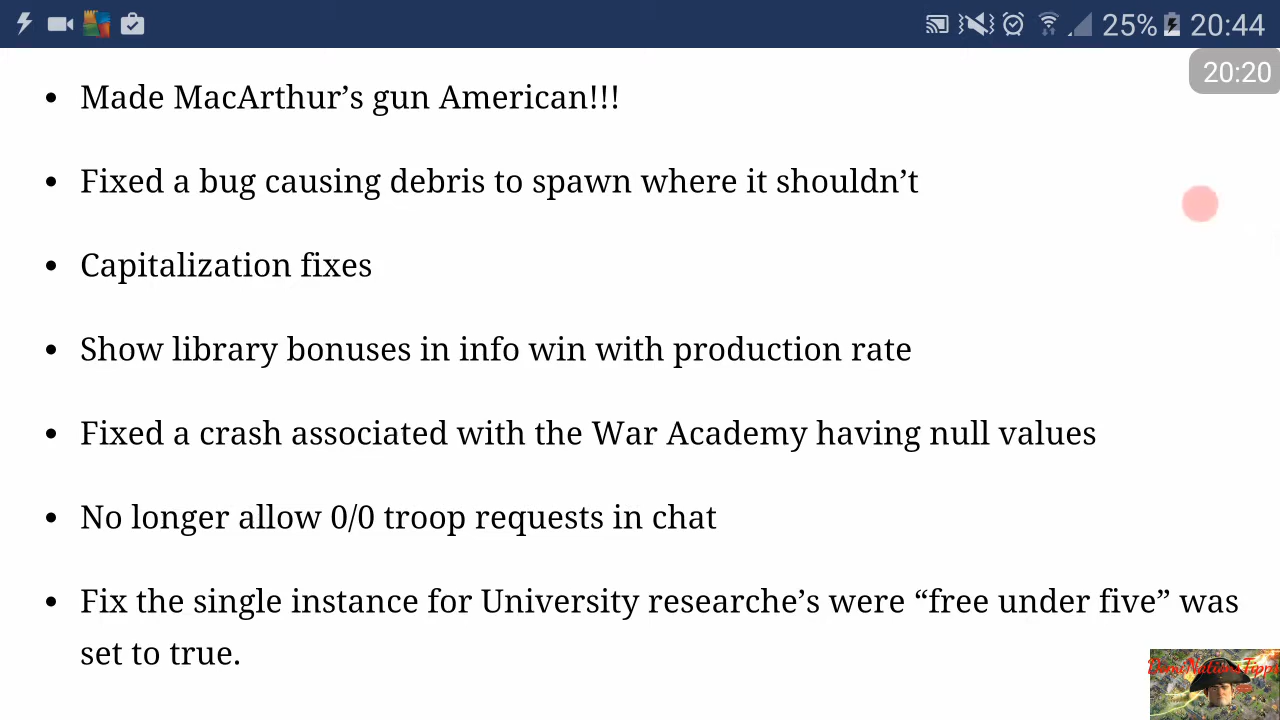 25% 20:44
20:20
• Made MacArthur’s gun American!!!
• Fixed a bug causing debris to spawn where it shouldn’t
• Capitalization fixes
• Show library bonuses in info win with production rate
• Fixed a crash associated with the War Academy having null values
• No longer allow 0/0 troop requests in chat
• Fix the single instance for University researche’s were “free under five” was
set to true.
DomiNationsTipps